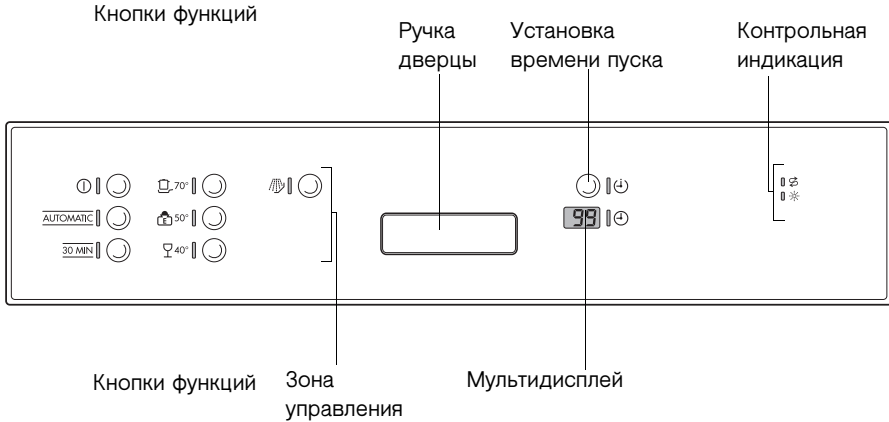 Кнопки функций
Ручка
дверцы
Установка
времени пуска
Контрольная
индикация
70°
AUTOMATIC
E 50°
99
30 MIN
40°
Кнопки функций
Зона
управления
Мультидисплей